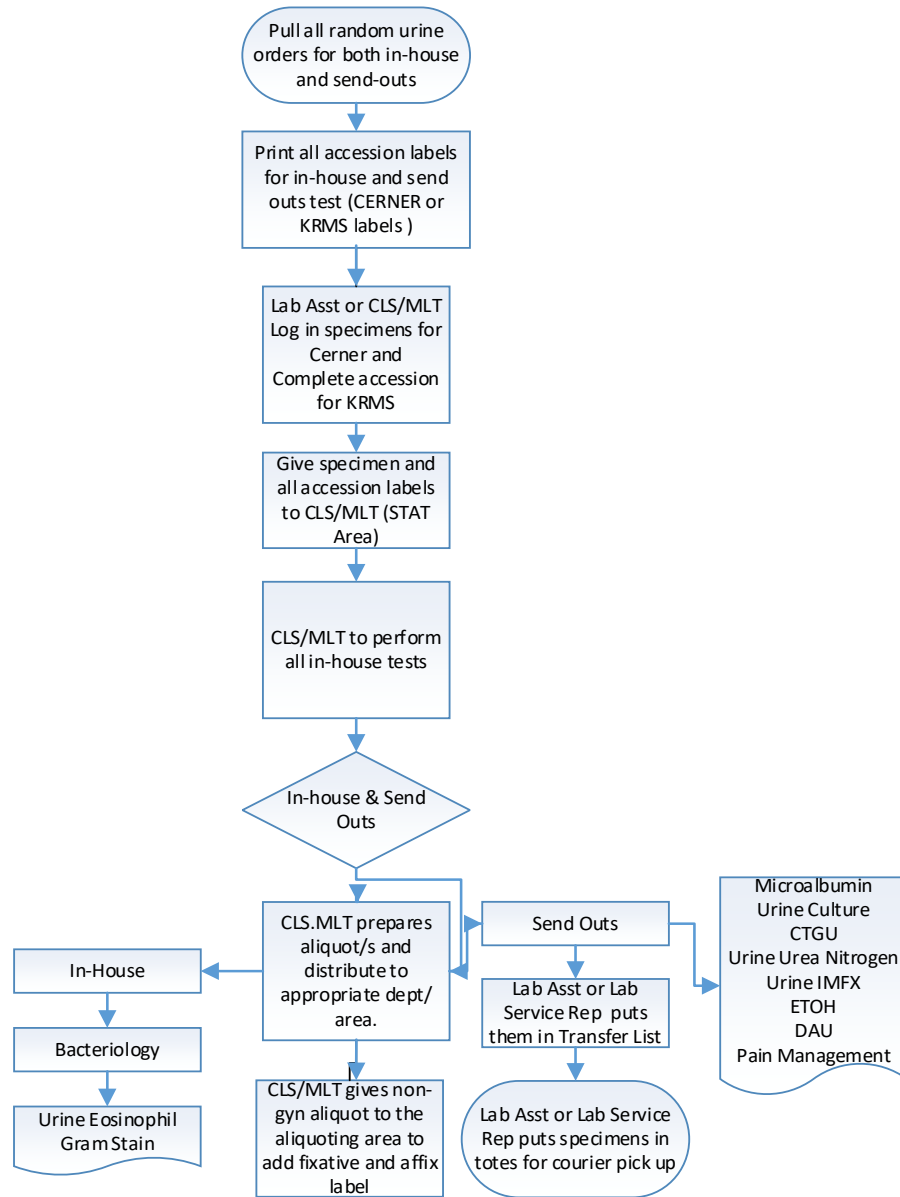 Pull all random urine
orders for both in-house
and send-outs
Print all accession labels
for in-house and send
outs test (CERNER or
KRMS labels )
Lab Asst or CLS/MLT
Log in specimens for
Cerner and
Complete accession
for KRMS
Give specimen and
all accession labels
to CLS/MLT (STAT
Area)
CLS/MLT to perform
all in-house tests
In-house & Send
Outs
CLS.MLT prepares
aliquot/s and
distribute to
appropriate dept/
area.
In-House
Bacteriology
Urine Eosinophil
Gram Stain
CLS/MLT gives non-
gyn aliquot to the
aliquoting area to
add fixative and affix
label
Send Outs
Lab Asst or Lab
Service Rep  puts
them in Transfer List
Lab Asst or Lab Service
Rep puts specimens in
totes for courier pick up
Microalbumin
Urine Culture
CTGU
Urine Urea Nitrogen
Urine IMFX
ETOH
DAU
Pain Management